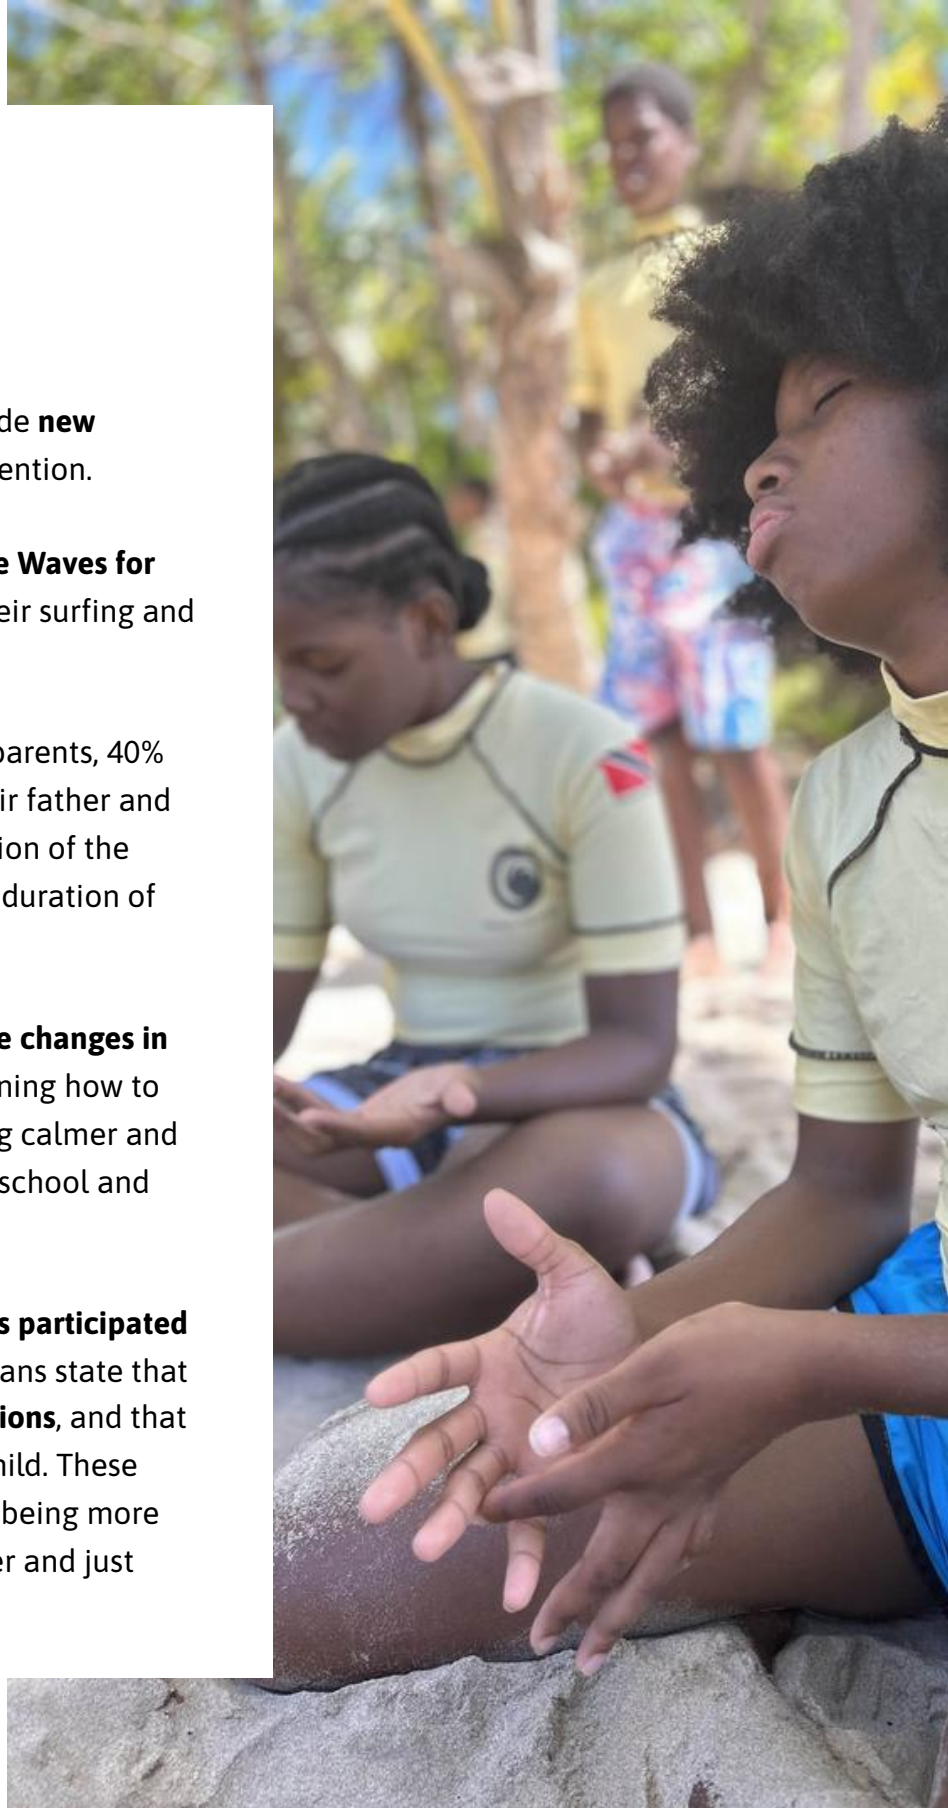 de new
ention.
e Waves for
eir surfing and
parents, 40%
ir father and
ion of the
duration of
e changes in
ning how to
g calmer and
school and
s participated
ans state that
ions, and that
hild. These
being more
er and just